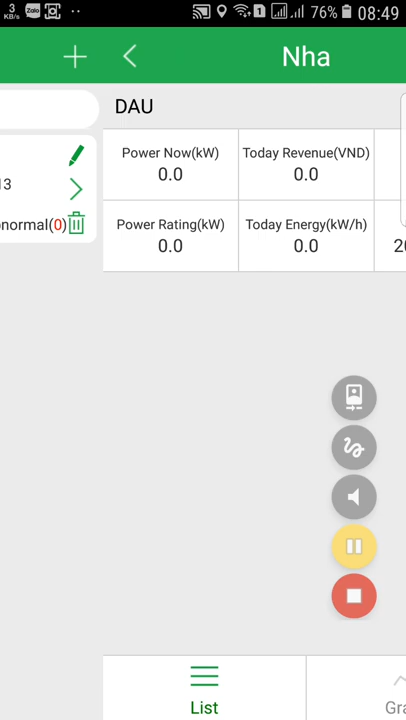 3
KB/s
Zalo
1
76%
08:49
Nha
DAU
13
normal(0)
Power Now(kW)
Today Revenue(VND)
0.0
0.0
Power Rating(kW)
Today Energy(kW/h)
0.0
0.0
20
List
Gra